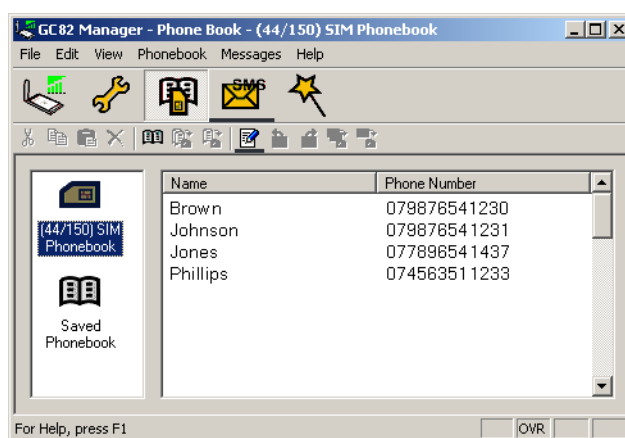 GC82 Manager - Phone Book - (44/150) SIM Phonebook
File Edit View Phonebook Messages Help
SMS
Name Phone Number
Brown 079876541230
Johnson 079876541231
Jones 077896541437
Phillips 074563511233
(44/150) SIM
Phonebook
Saved
Phonebook
For Help, press F1 OVR